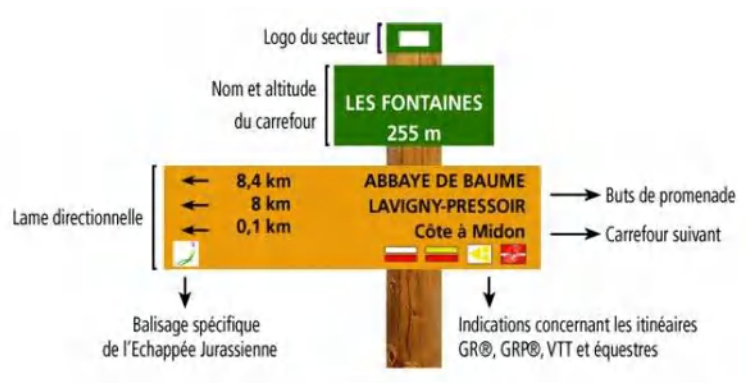 Logo du secteur
Nom et altitude
du carrefour
LES FONTAINES
255 m
Lame directionnelle
← 8,4 km ABBAYE DE BAUME
← 8 km LAVIGNY-PRESSOIR
← 0,1 km Côte à Midon
Buts de promenade
Carrefour suivant
Balisage spécifique
de l'Echappée Jurassienne
Indications concernant les itinéraires
GR®, GRP®, VTT et équestres